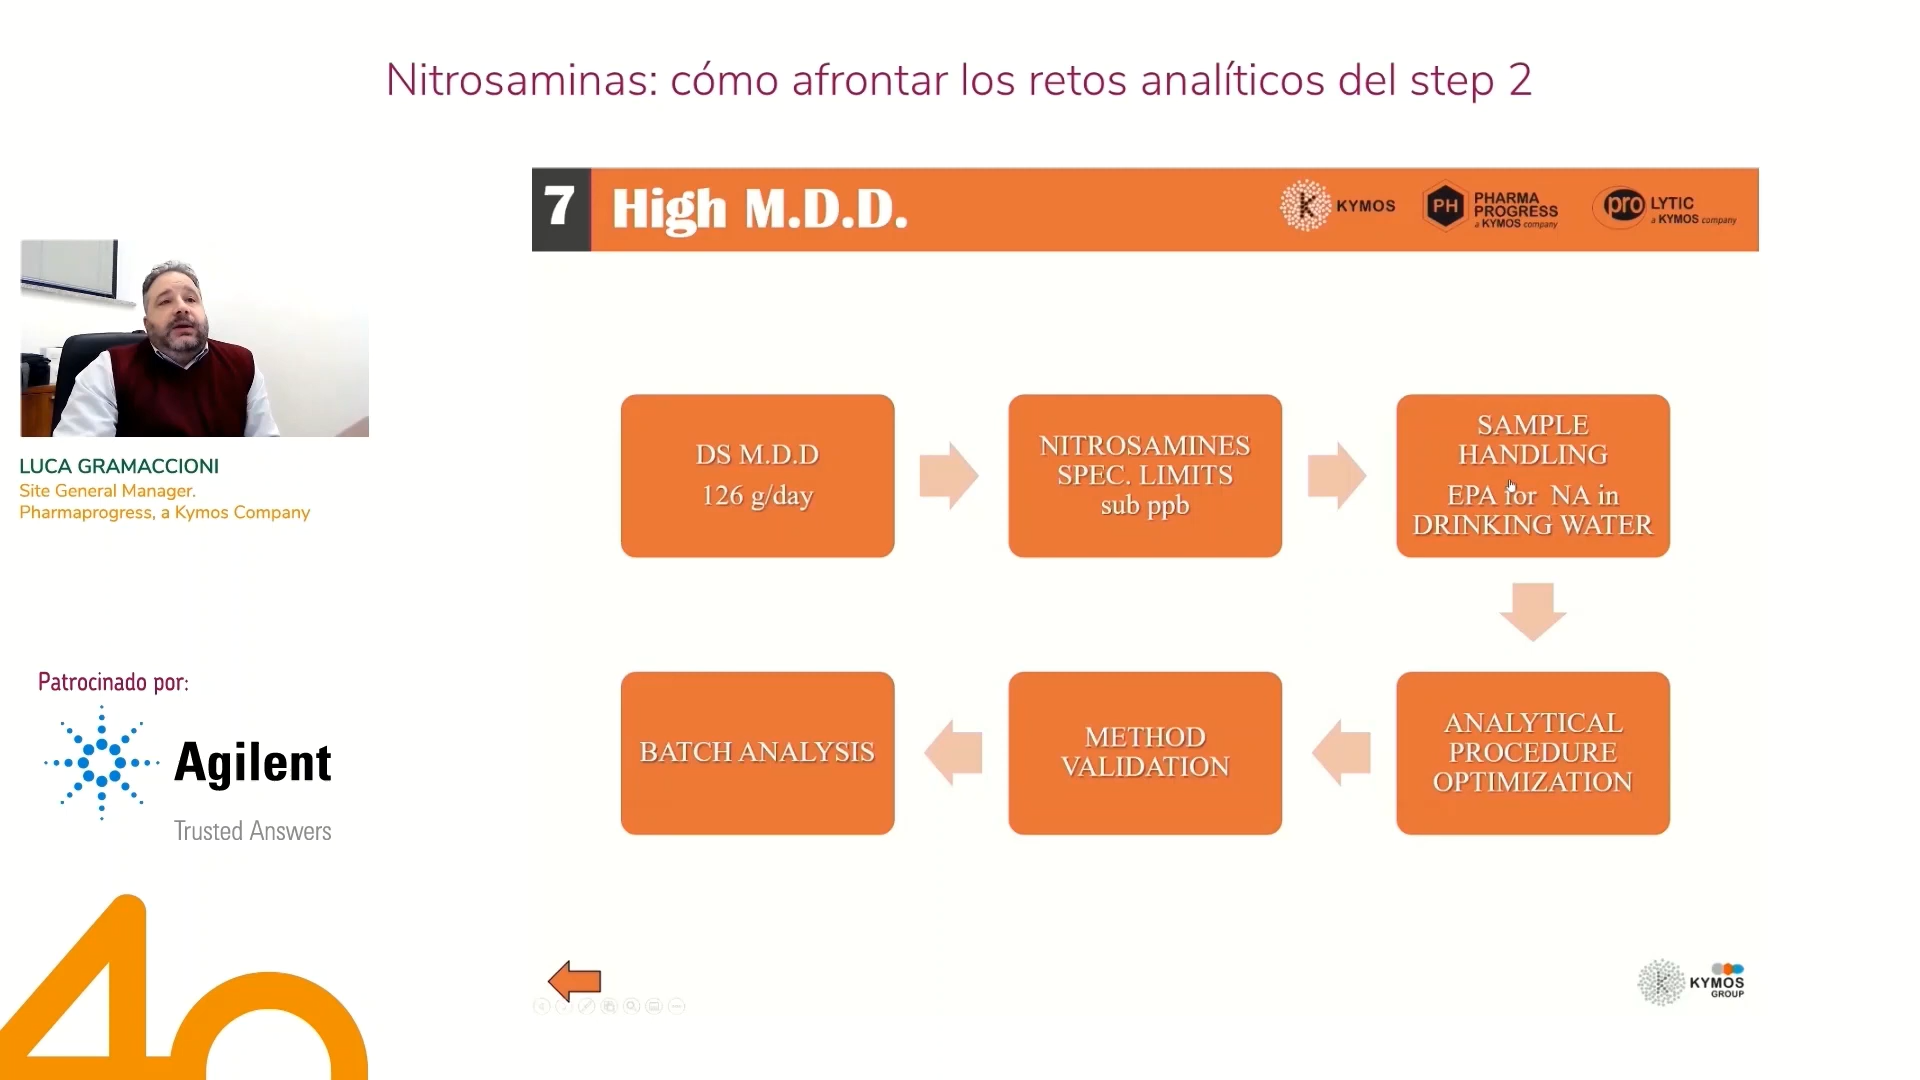 Nitrosaminas: cómo afrontar los retos analíticos del step 2
7 High M.D.D.
K KYMOS
PH PHARMA PROGRESS
a KYMOS company
pro LYTIC
a KYMOS company
LUCA GRAMACCIONI
Site General Manager.
Pharmaprogress, a Kymos Company
DS M.D.D
126 g/day
NITROSAMINES
SPEC. LIMITS
sub ppb
SAMPLE
HANDLING
EPA for NA in
DRINKING WATER
ANALYTICAL
PROCEDURE
OPTIMIZATION
METHOD
VALIDATION
BATCH ANALYSIS
Patrocinado por:
Agilent
Trusted Answers
40
K KYMOS
GROUP